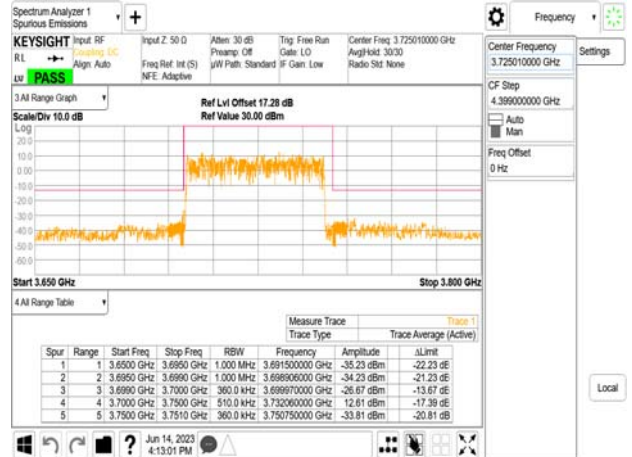 Spectrum Analyzer 1
Spurious Emissions
Frequency
KEYSIGHT Input: RF Input Z: 50 Ω Atten: 30 dB Trig: Free Run Center Freq: 3.725010000 GHz
RL Coupling: DC Preamp: Off Gate: LO Avg|Hold: 30/30
Align: Auto Freq Ref: Int (S) µW Path: Standard IF Gain: Low Radio Std: None
PASS NFE: Adaptive
Center Frequency
3.725010000 GHz
Settings
CF Step
4.399000000 GHz
Auto
Man
Freq Offset
0 Hz
3 All Range Graph
Ref Lvl Offset 17.28 dB
Scale/Div 10.0 dB Ref Value 30.00 dBm
Log
20.0
10.0
0.00
-10.0
-20.0
-30.0
-40.0
-50.0
-60.0
Start 3.650 GHz Stop 3.800 GHz
4 All Range Table
Measure Trace Trace 1
Trace Type Trace Average (Active)
Spur Range Start Freq Stop Freq RBW Frequency Amplitude ΔLimit
1 1 3.6500 GHz 3.6950 GHz 1.000 MHz 3.691500000 GHz -35.23 dBm -22.23 dB
2 2 3.6950 GHz 3.6990 GHz 1.000 MHz 3.698906000 GHz -34.23 dBm -21.23 dB
3 3 3.6990 GHz 3.7000 GHz 360.0 kHz 3.699970000 GHz -26.67 dBm -13.67 dB
4 4 3.7000 GHz 3.7500 GHz 510.0 kHz 3.732060000 GHz 12.61 dBm -17.39 dB
5 5 3.7500 GHz 3.7510 GHz 360.0 kHz 3.750750000 GHz -33.81 dBm -20.81 dB
Local
Jun 14, 2023
4:13:01 PM